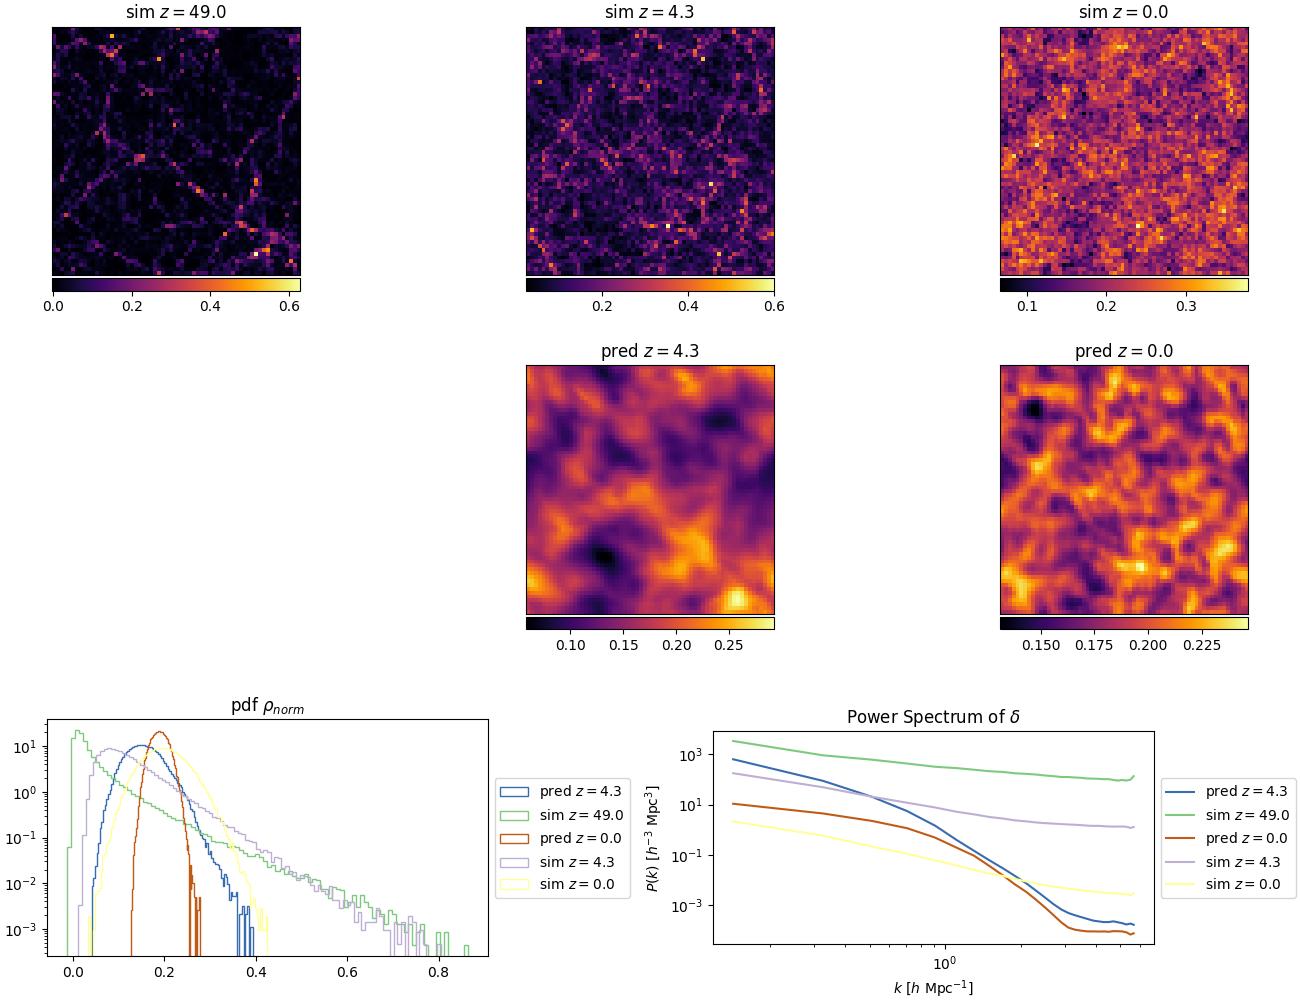 sim z = 49.0
sim z = 4.3
sim z = 0.0
0.0 0.2 0.4 0.6
0.2 0.4 0.6
0.1 0.2 0.3
pred z = 4.3
pred z = 0.0
0.10 0.15 0.20 0.25
0.150 0.175 0.200 0.225
pdf ρnorm
10¹
10⁰
10⁻¹
10⁻²
10⁻³
0.0 0.2 0.4 0.6 0.8
pred z = 4.3
sim z = 49.0
pred z = 0.0
sim z = 4.3
sim z = 0.0
Power Spectrum of δ
P(k) [h⁻³ Mpc³]
10³
10¹
10⁻¹
10⁻³
10⁰
k [h Mpc⁻¹]
pred z = 4.3
sim z = 49.0
pred z = 0.0
sim z = 4.3
sim z = 0.0